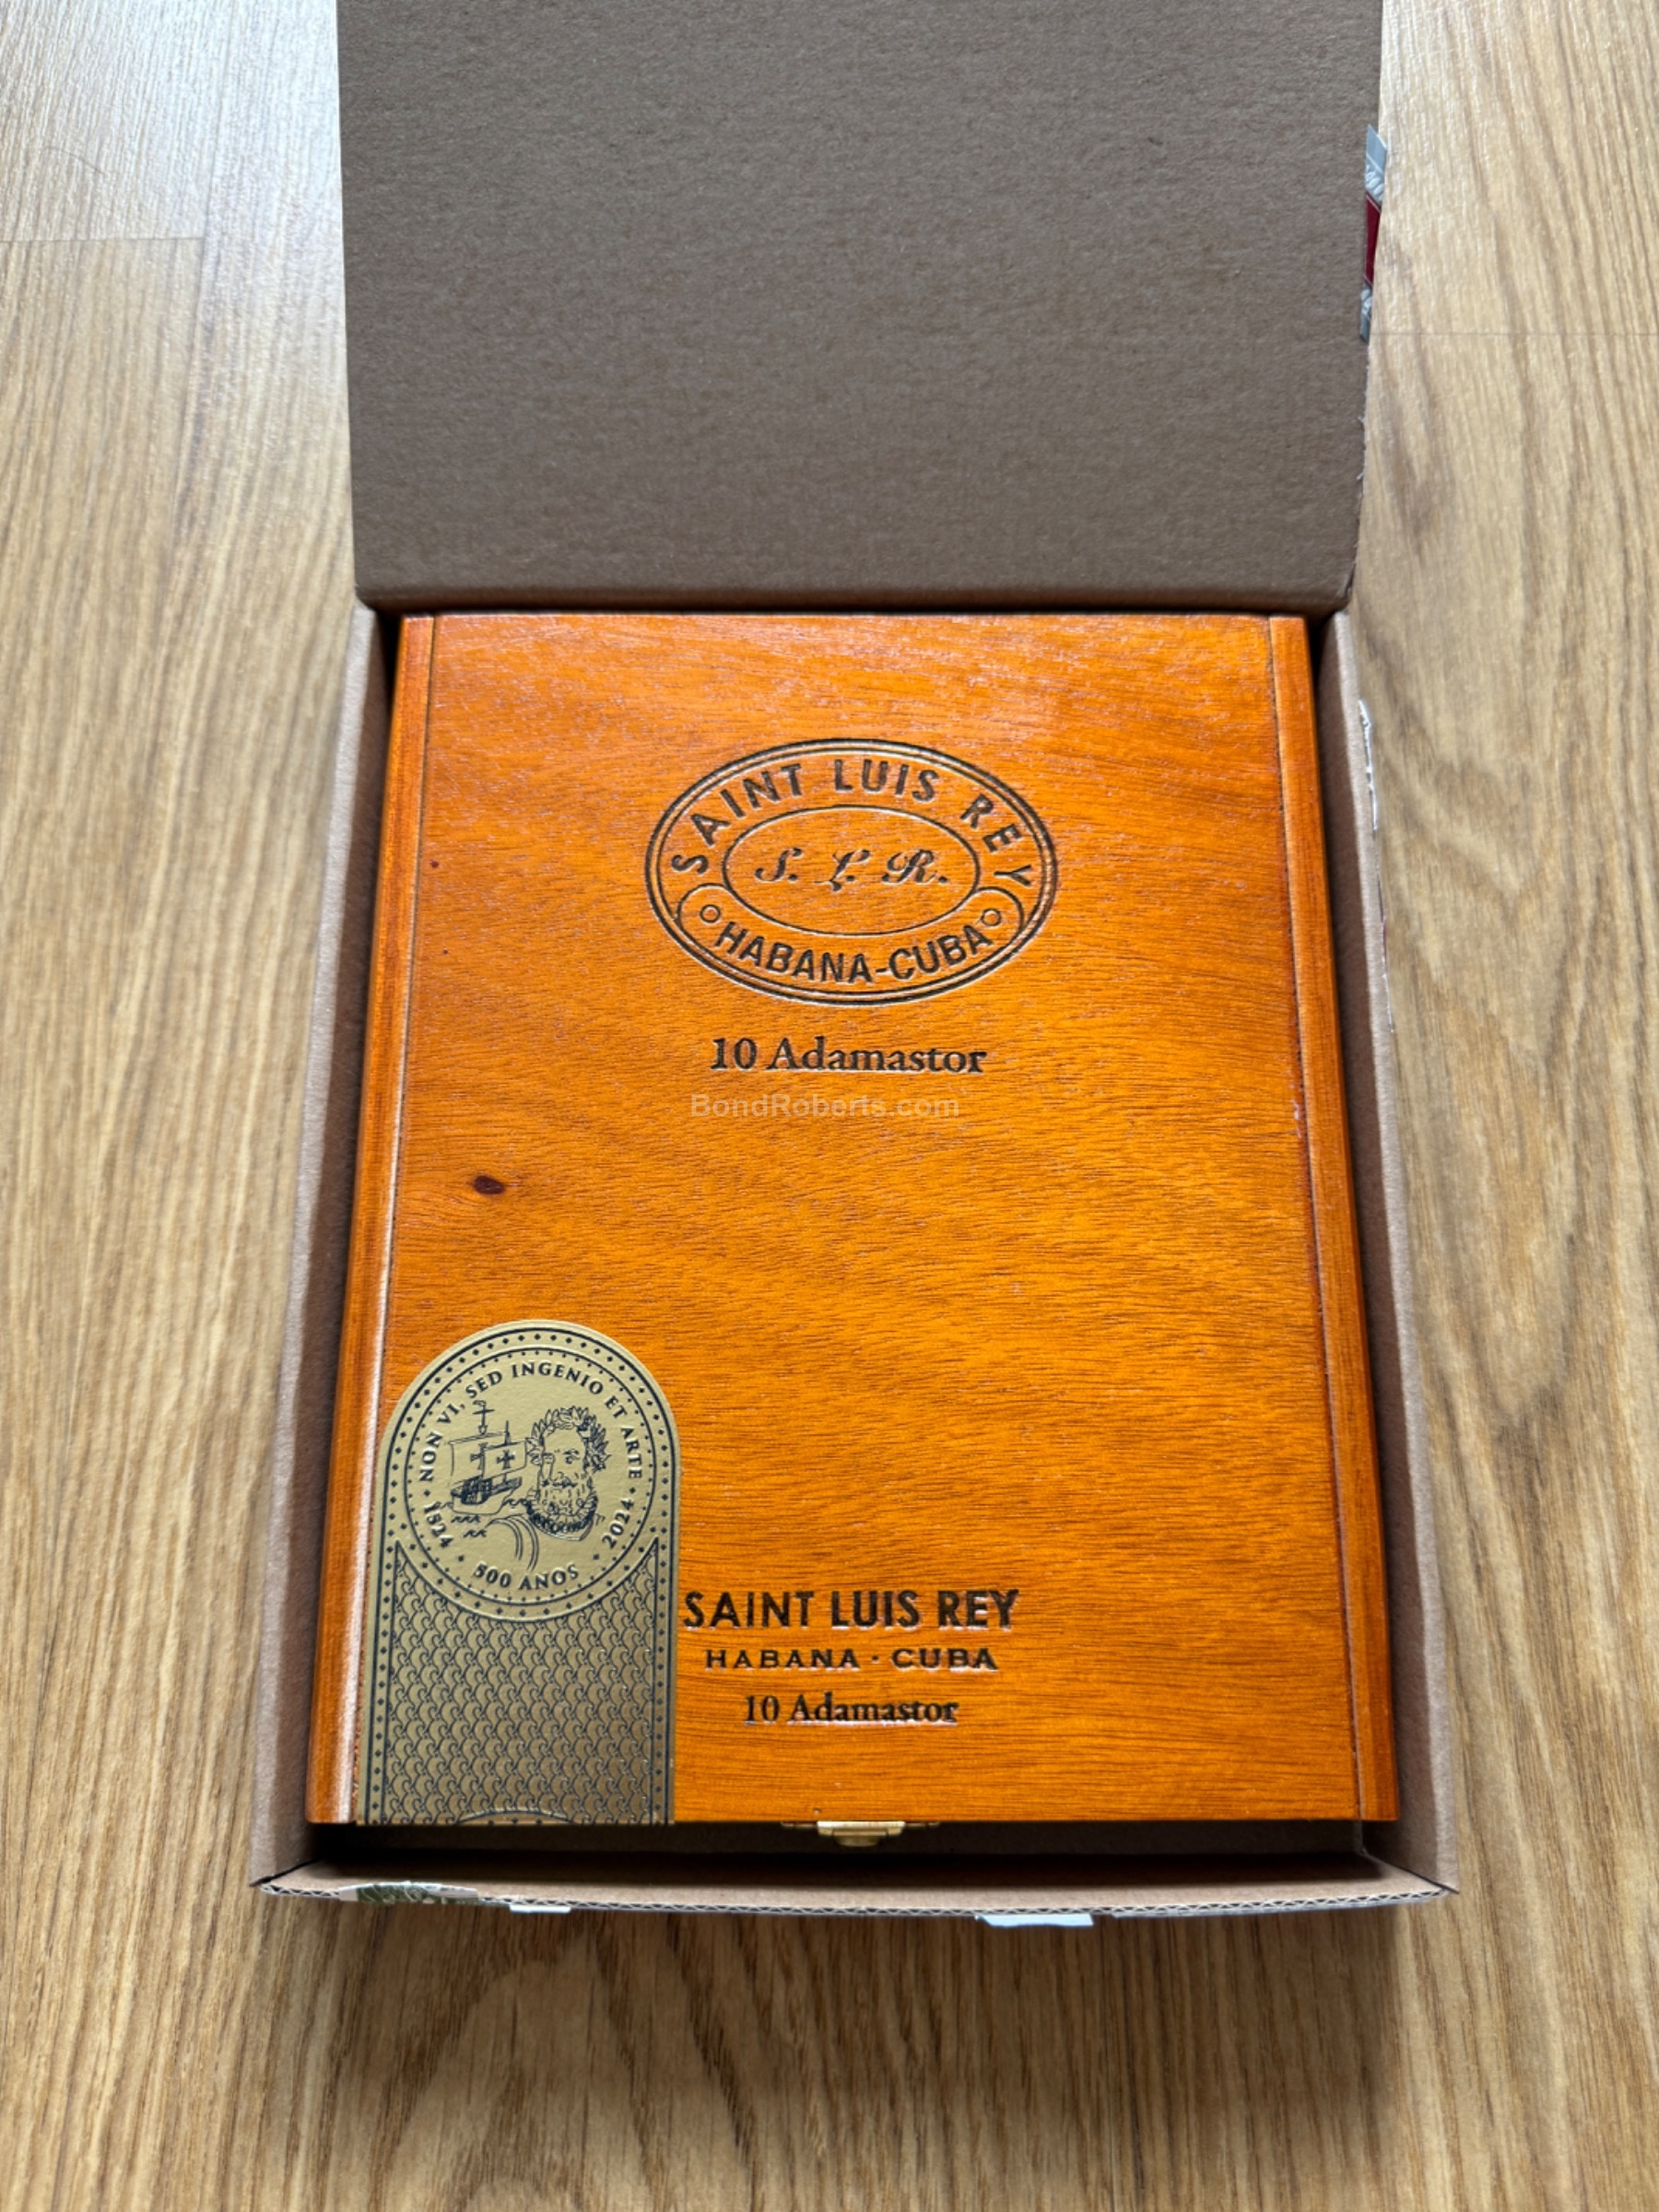 SAINT LUIS REY
S. L. R.
HABANA-CUBA
10 Adamastor
BondRoberts.com
NON VI, SED INGENIO ET ARTE
1524
2024
500 ANOS
SAINT LUIS REY
HABANA · CUBA
10 Adamastor